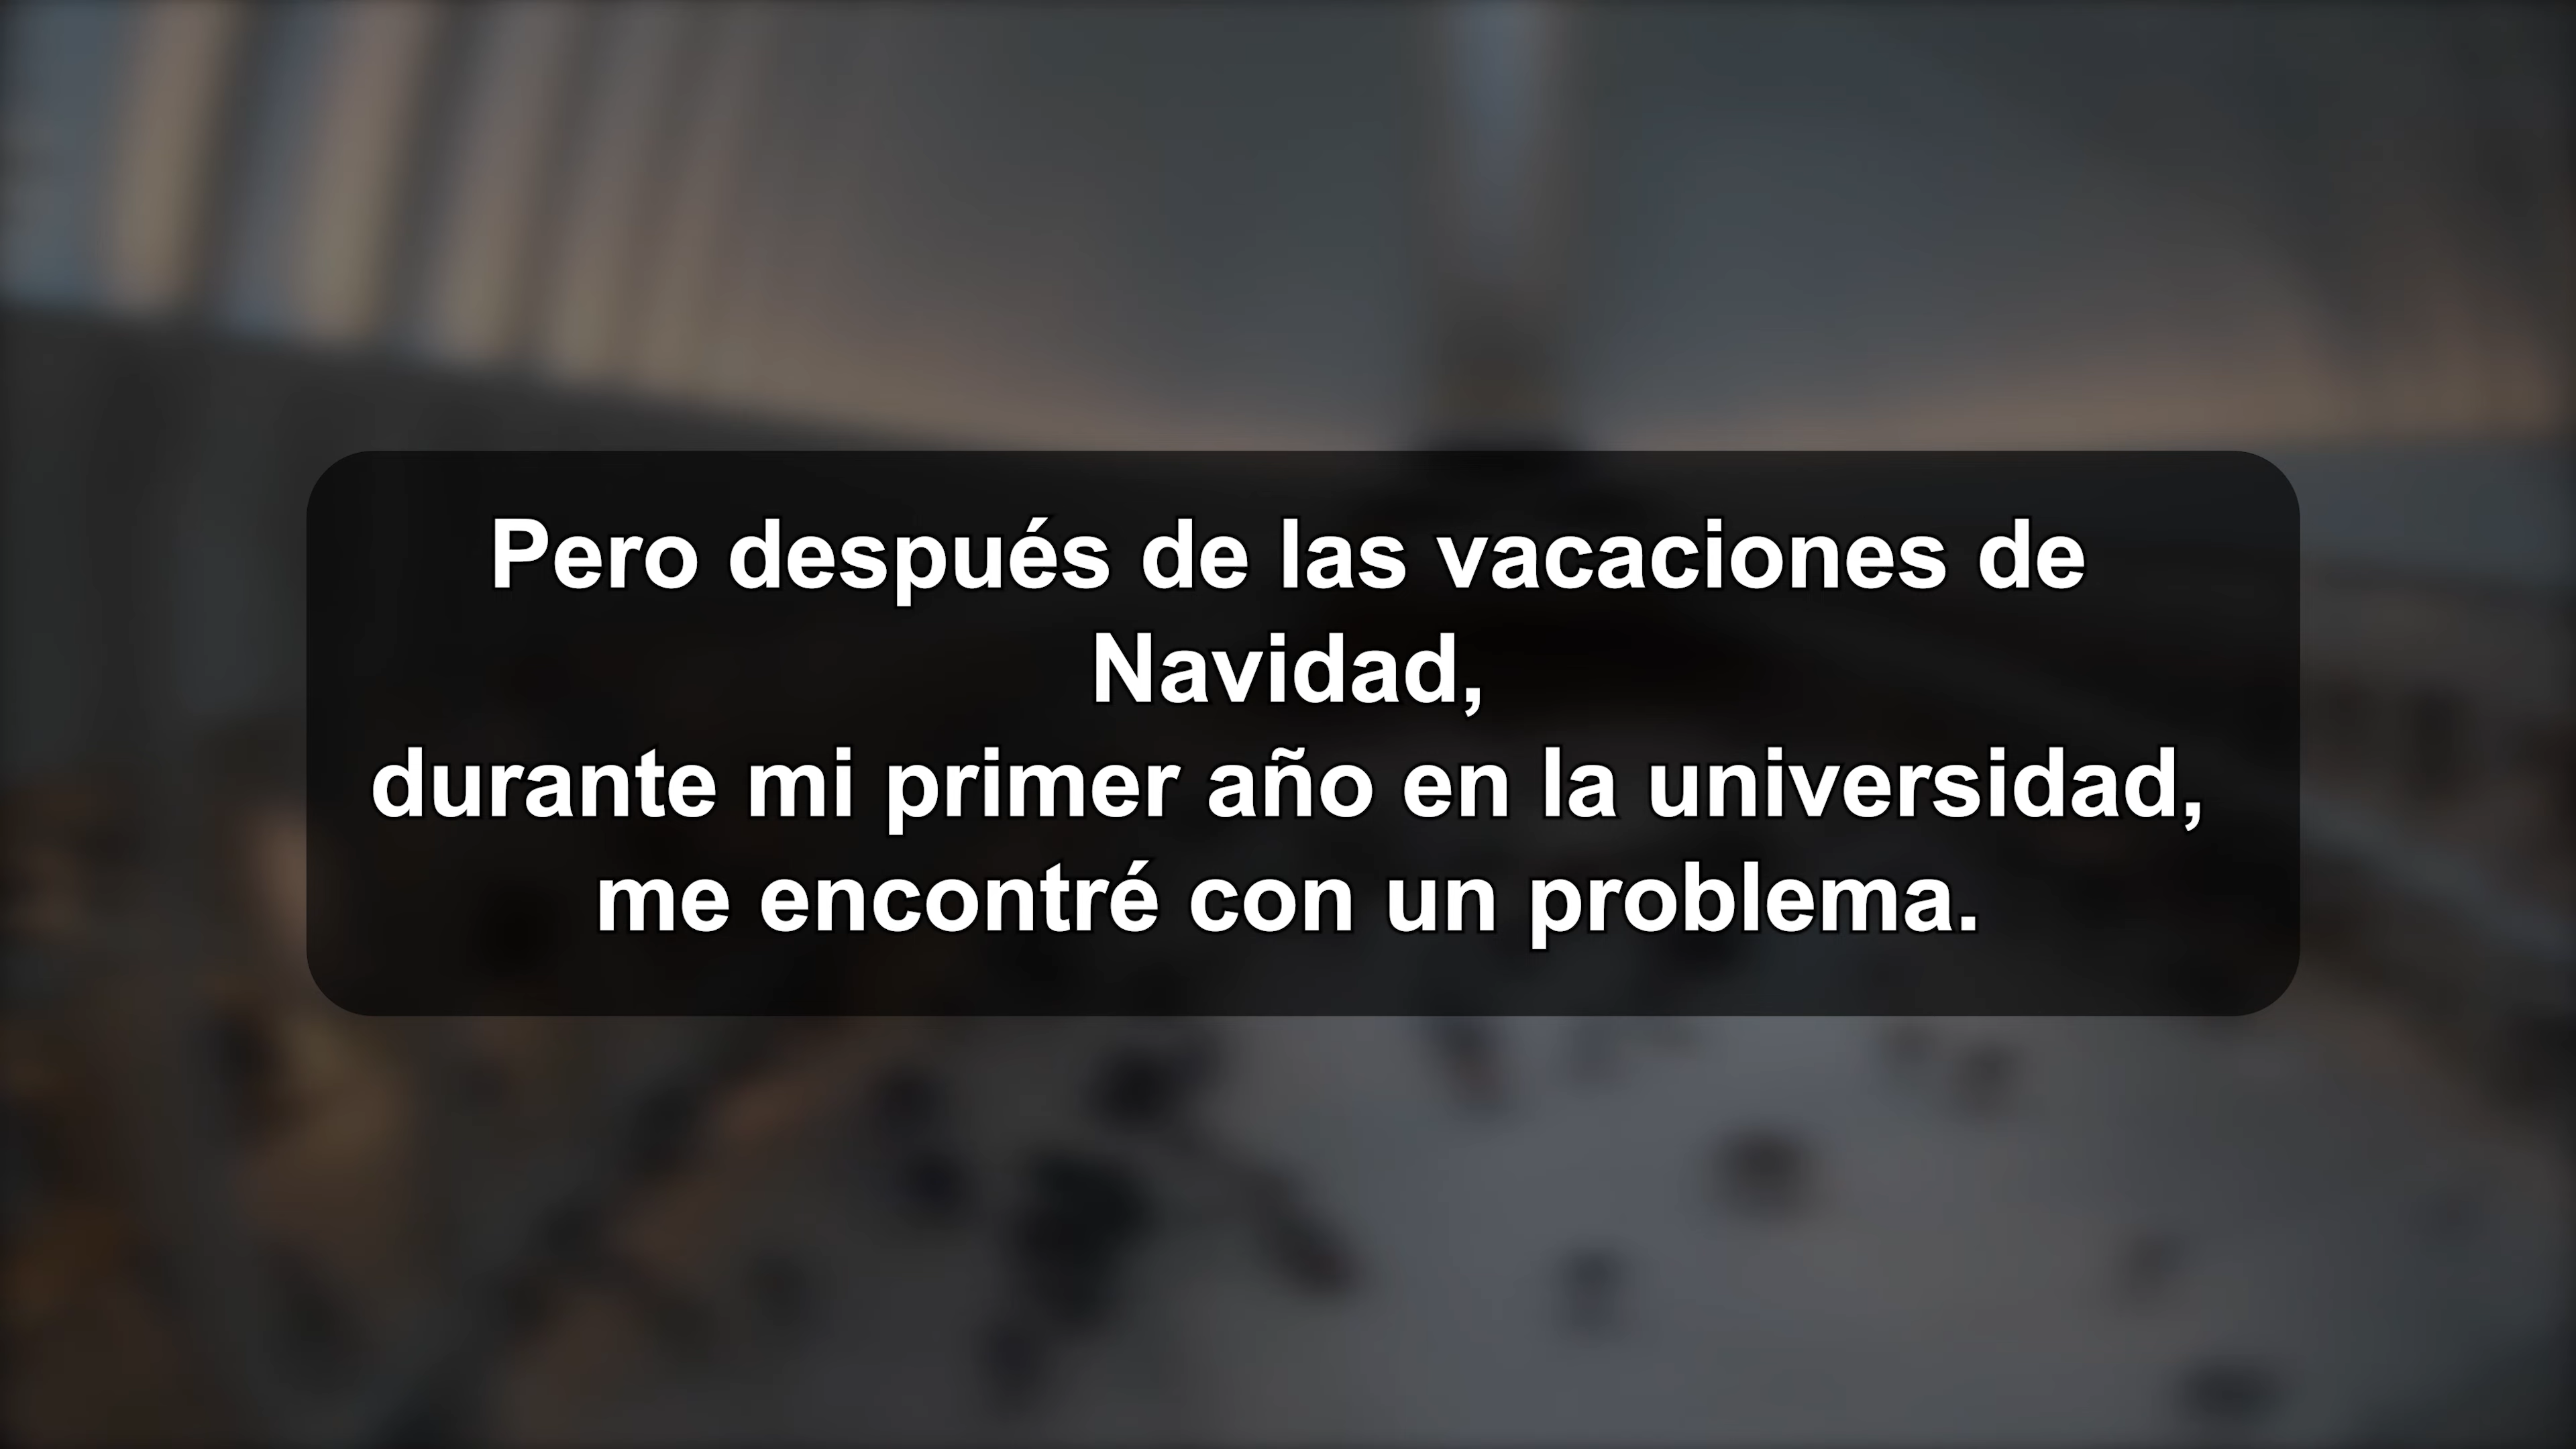 Pero después de las vacaciones de
Navidad,
durante mi primer año en la universidad,
me encontré con un problema.